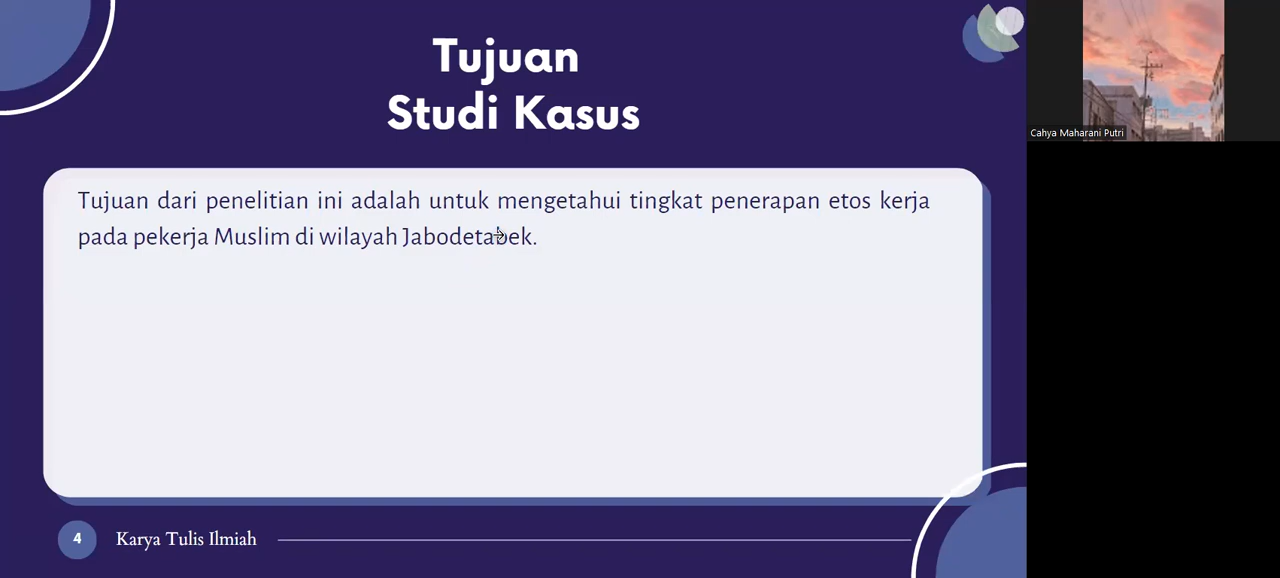 Tujuan
Studi Kasus
Tujuan dari penelitian ini adalah untuk mengetahui tingkat penerapan etos kerja
pada pekerja Muslim di wilayah Jabodetabek.
4 Karya Tulis Ilmiah
Cahya Maharani Putri